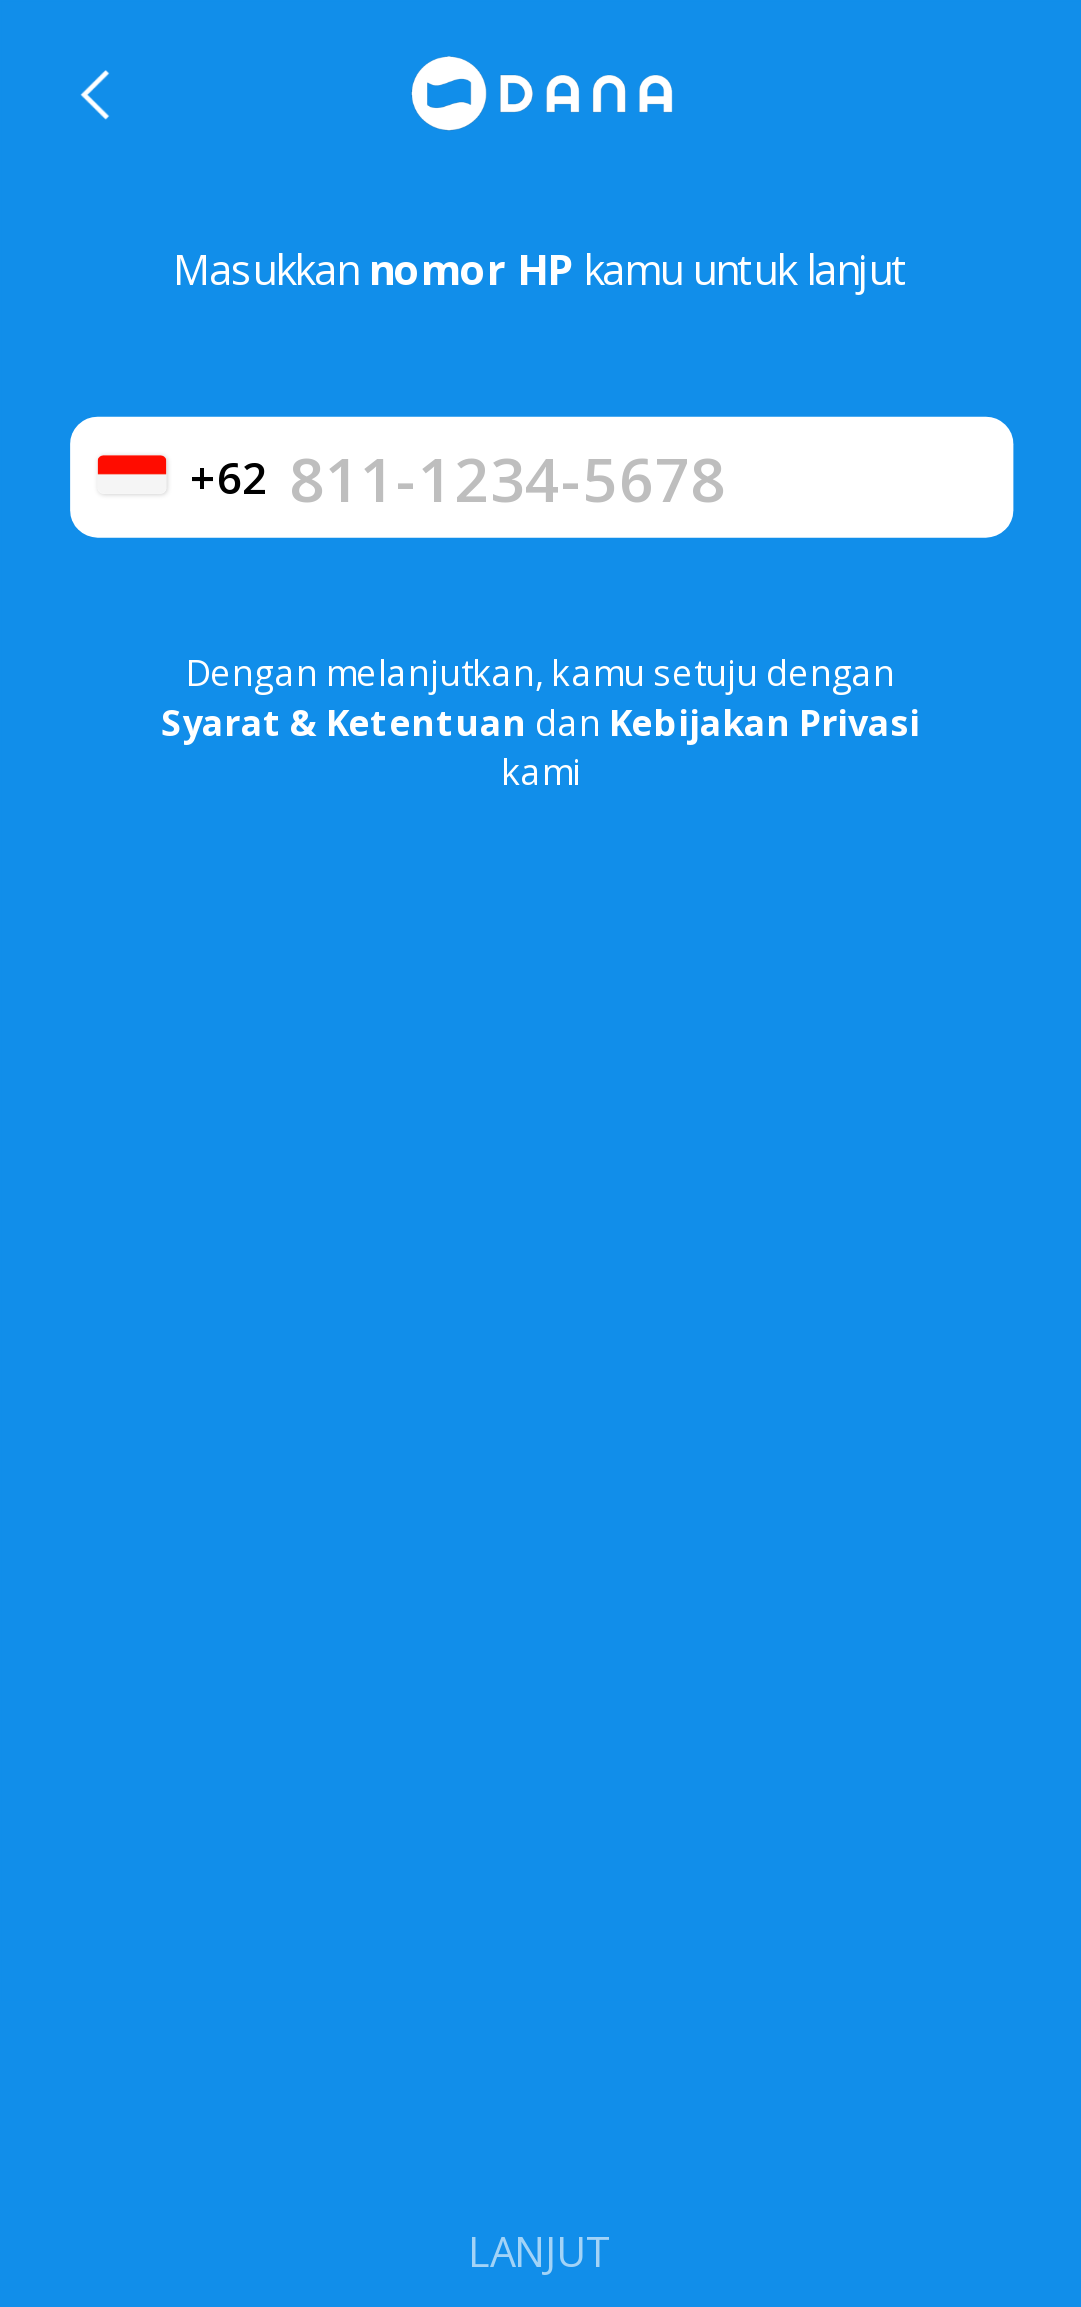 DANA
Masukkan nomor HP kamu untuk lanjut
+62 811-1234-5678
Dengan melanjutkan, kamu setuju dengan
Syarat & Ketentuan dan Kebijakan Privasi
kami
LANJUT